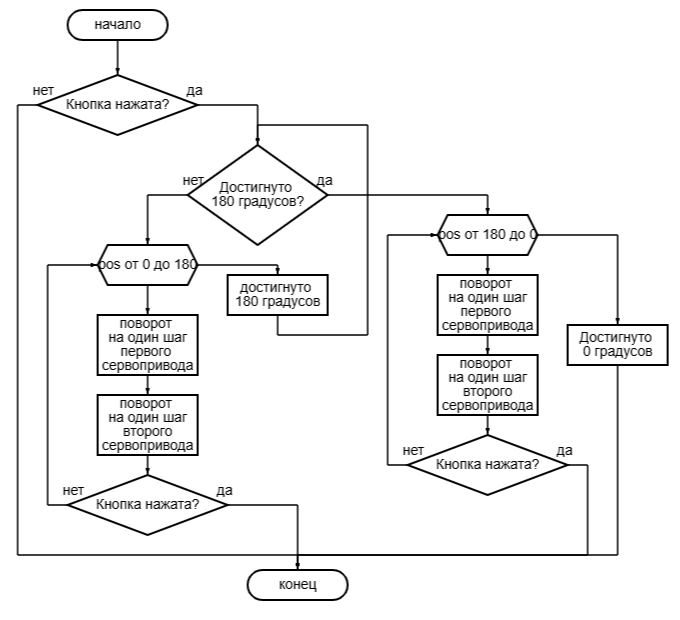 начало
нет
да
Кнопка нажата?
нет
да
Достигнуто
180 градусов?
pos от 0 до 180
достигнуто
180 градусов
поворот
на один шаг
первого
сервопривода
поворот
на один шаг
второго
сервопривода
нет
да
Кнопка нажата?
pos от 180 до 0
поворот
на один шаг
первого
сервопривода
Достигнуто
0 градусов
поворот
на один шаг
второго
сервопривода
нет
да
Кнопка нажата?
конец